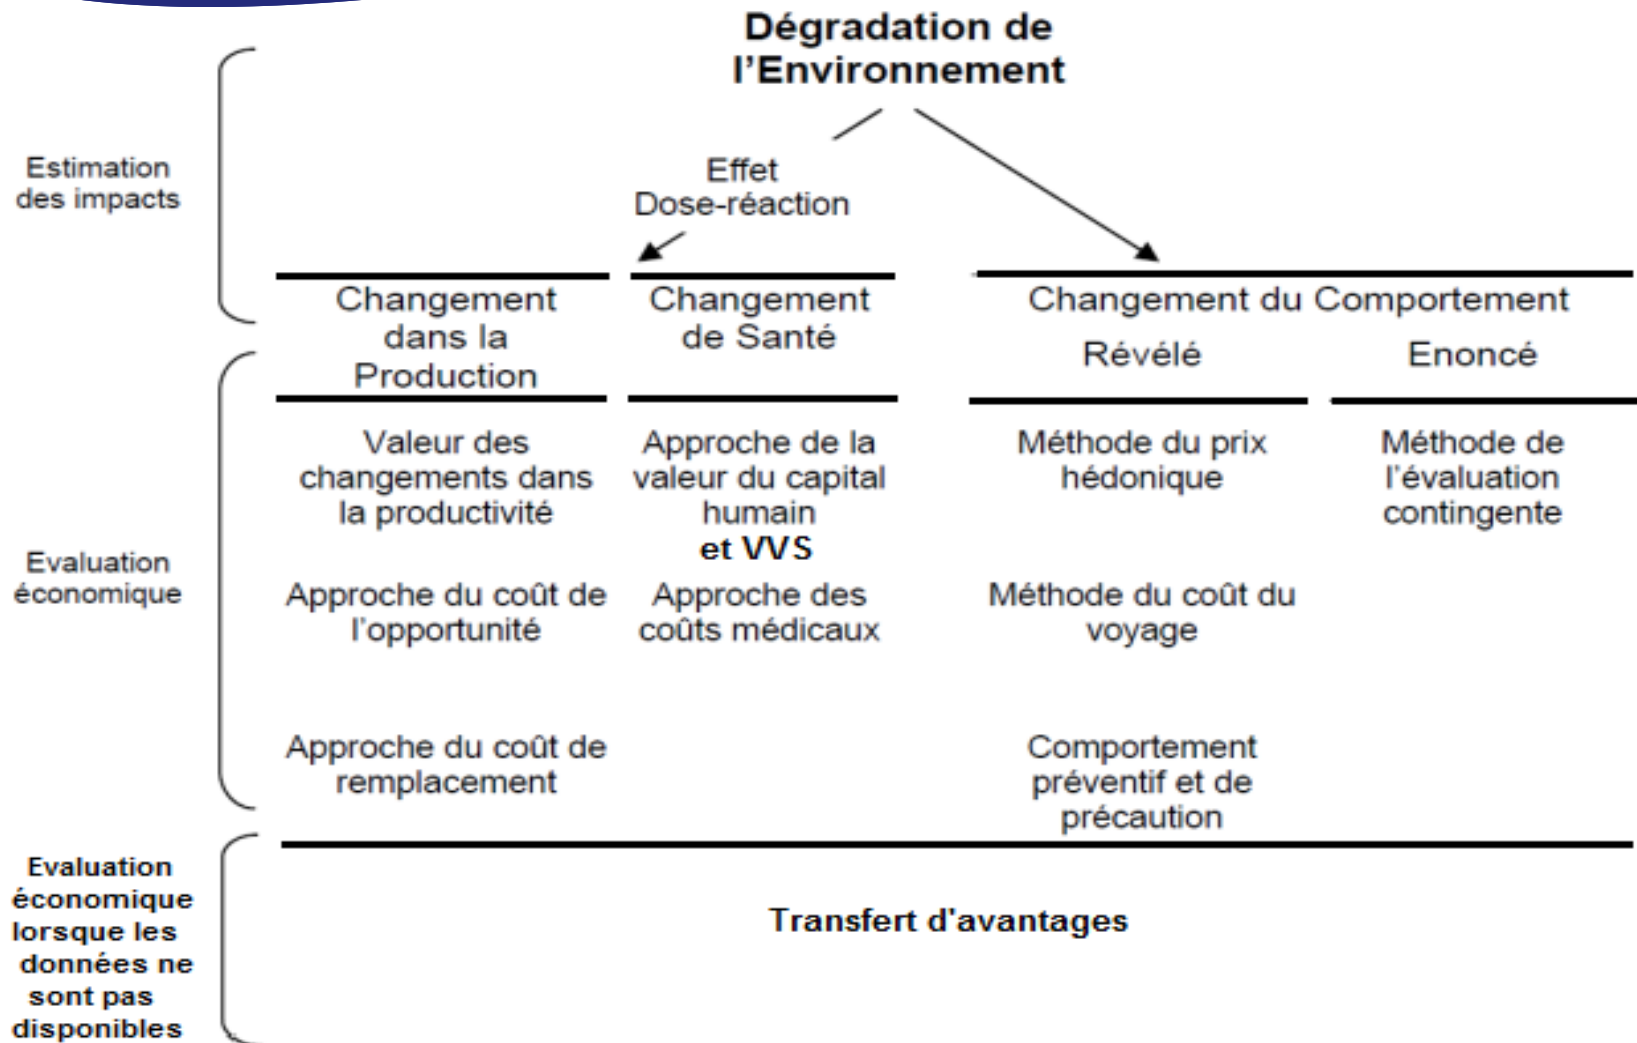 Dégradation de
l'Environnement
Estimation
des impacts
Effet
Dose-réaction
Changement
dans la
Production
Changement
de Santé
Changement du Comportement
Révélé
Enoncé
Evaluation
économique
Valeur des
changements dans
la productivité
Approche de la
valeur du capital
humain
et VVS
Méthode du prix
hédonique
Méthode de
l'évaluation
contingente
Approche du coût de
l'opportunité
Approche des
coûts médicaux
Méthode du coût du
voyage
Approche du coût de
remplacement
Comportement
préventif et de
précaution
Evaluation
économique
lorsque les
données ne
sont pas
disponibles
Transfert d'avantages